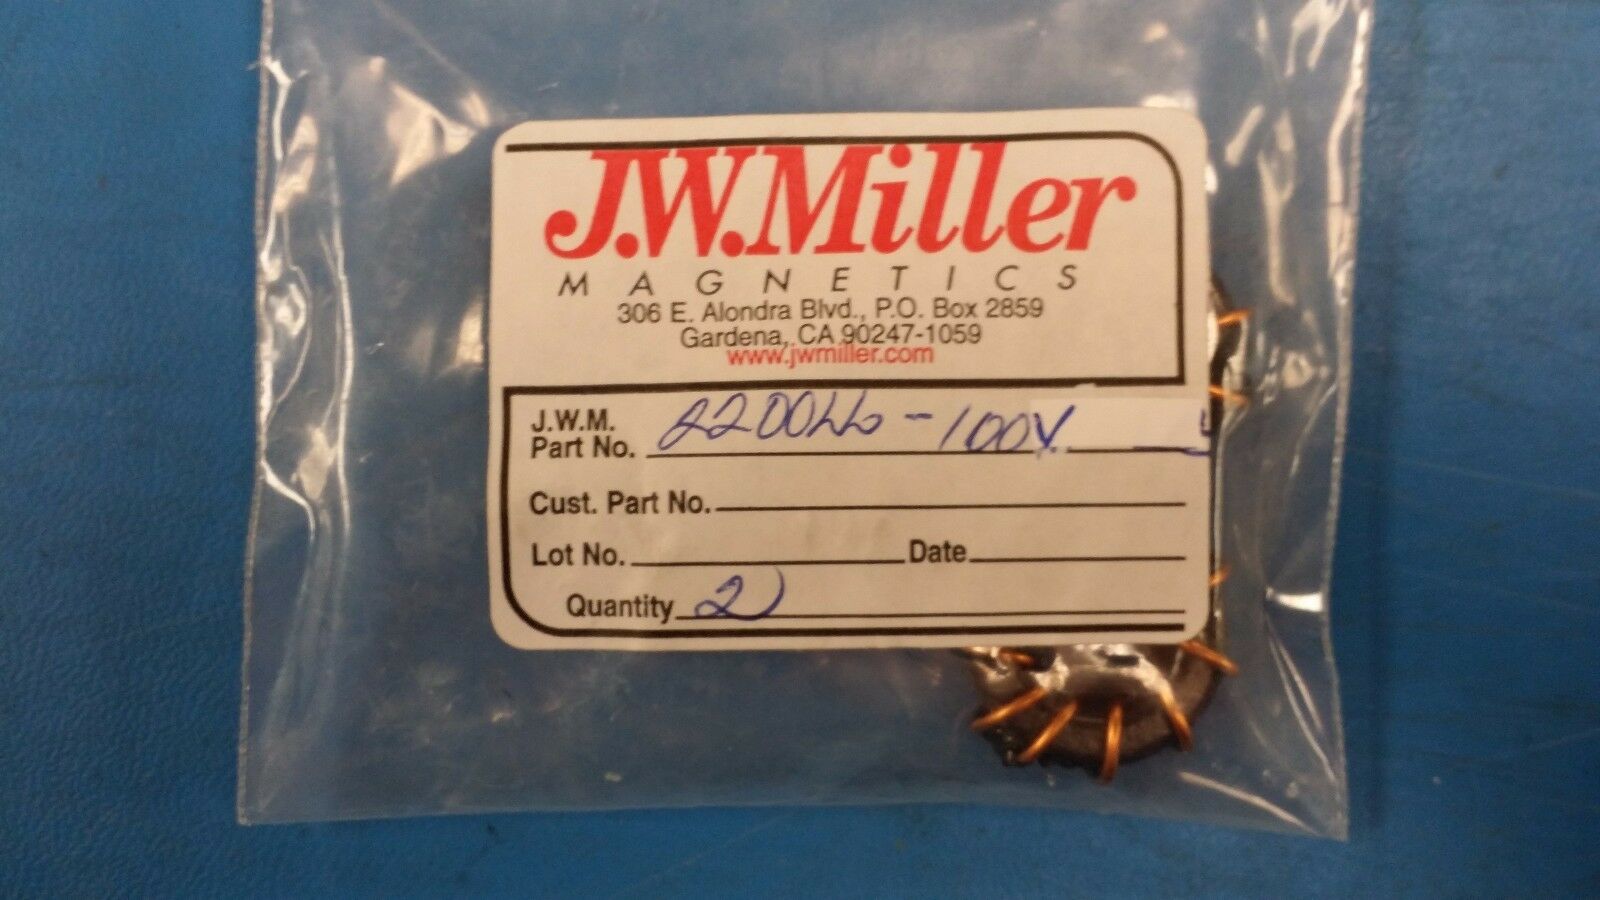 J.W.Miller
MAGNETICS
306 E. Alondra Blvd., P.O. Box 2859
Gardena, CA 90247-1059
www.jwmiller.com
J.W.M.
Part No. 2200LL-100V
Cust. Part No.
Lot No. Date
Quantity 2